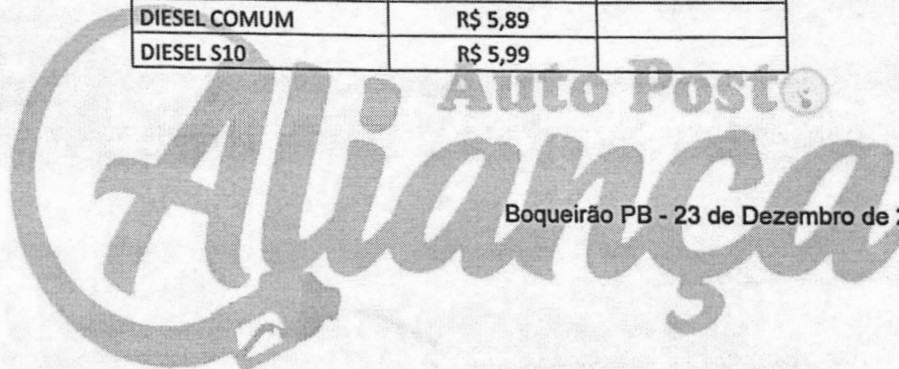 DIESEL COMUM R$ 5,89
DIESEL S10 R$ 5,99
Auto Posto
Aliança
Boqueirão PB - 23 de Dezembro de